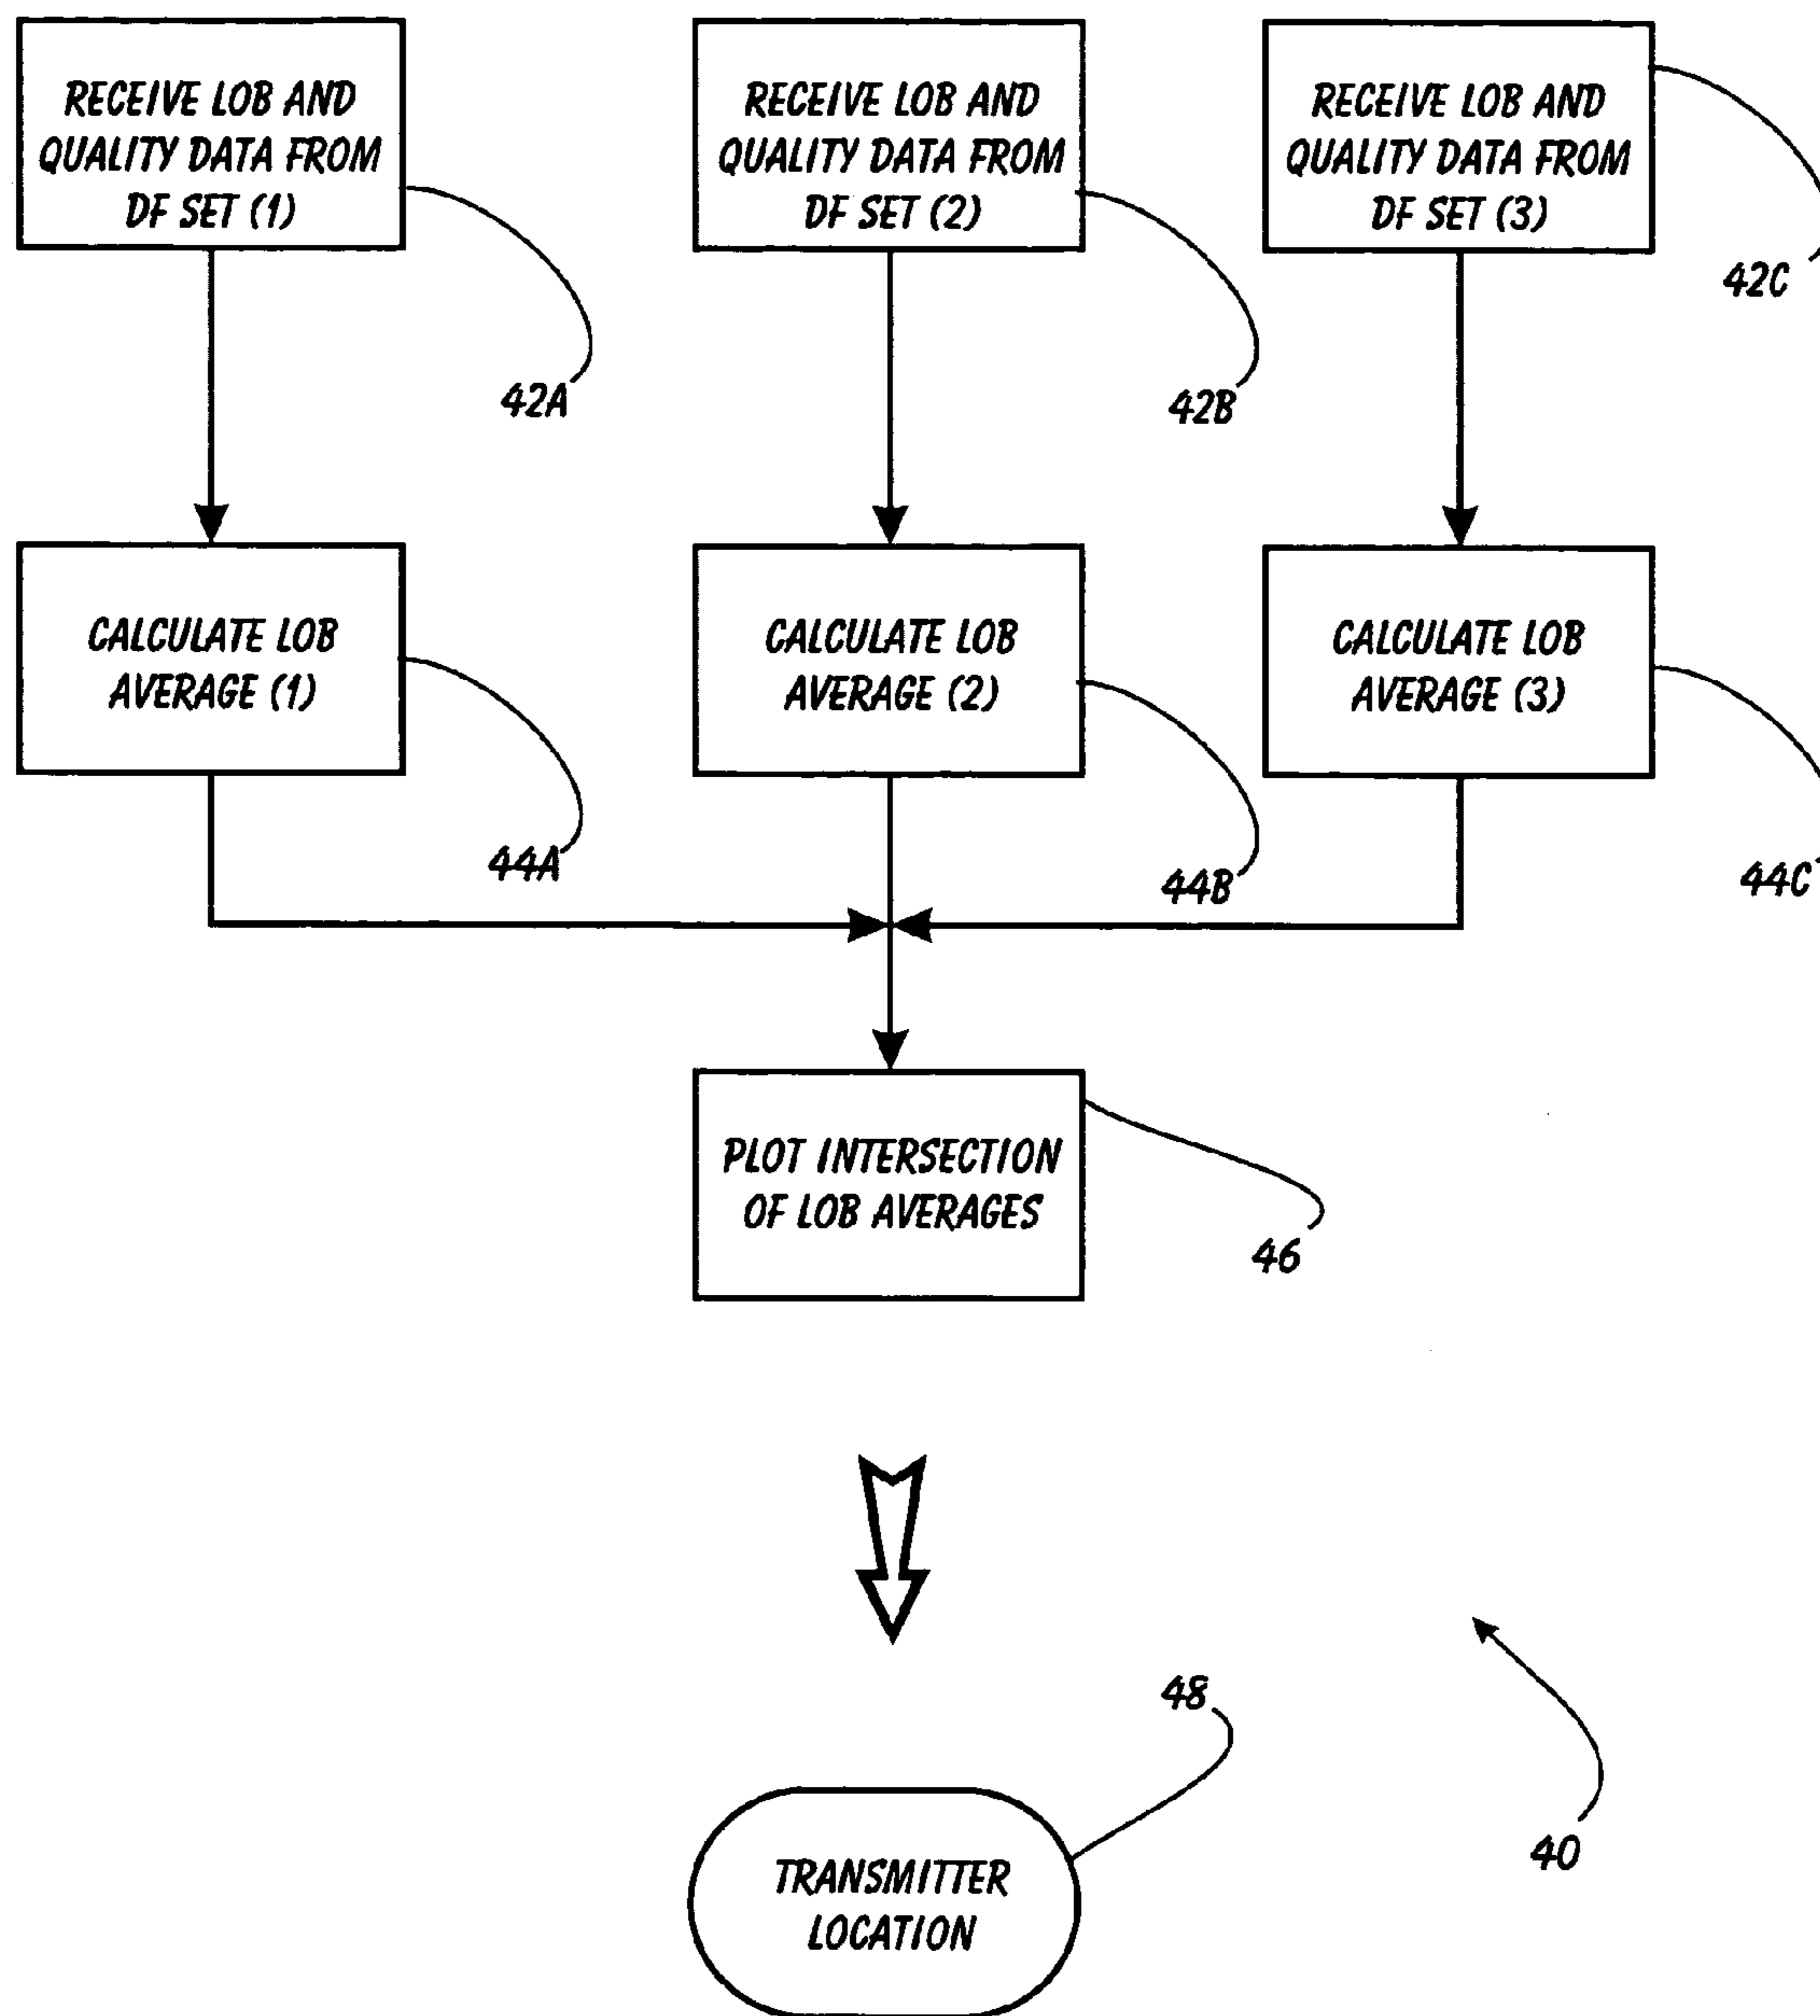 RECEIVE LOB AND
QUALITY DATA FROM
DF SET (1)
RECEIVE LOB AND
QUALITY DATA FROM
DF SET (2)
RECEIVE LOB AND
QUALITY DATA FROM
DF SET (3)
42A
42B
42C
CALCULATE LOB
AVERAGE (1)
CALCULATE LOB
AVERAGE (2)
CALCULATE LOB
AVERAGE (3)
44A
44B
44C
PLOT INTERSECTION
OF LOB AVERAGES
46
48
40
TRANSMITTER
LOCATION